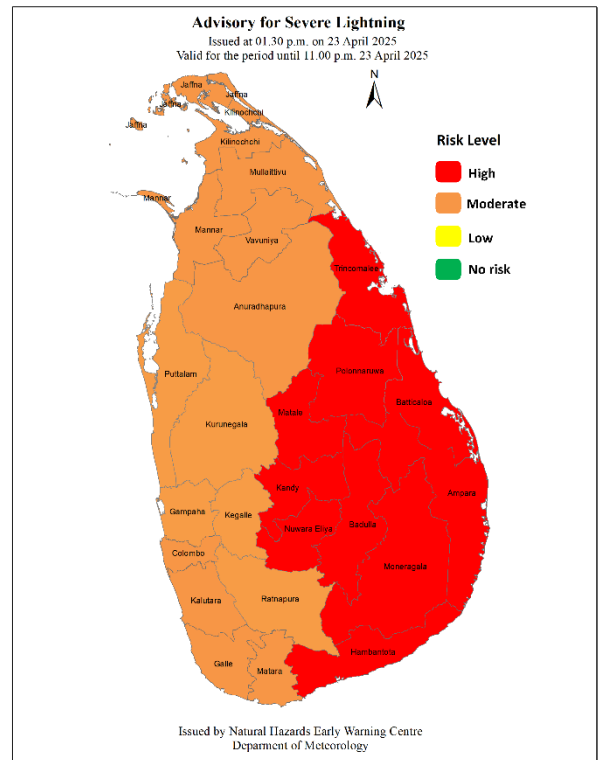 Advisory for Severe Lightning
Issued at 01.30 p.m. on 23 April 2025
Valid for the period until 11.00 p.m. 23 April 2025
N
Jaffna
Jaffna
Jaffna
Kilinochchi
Jaffna
Kilinochchi
Mullaittivu
Mannar
Mannar
Vavuniya
Trincomalee
Anuradhapura
Puttalam
Polonnaruwa
Batticaloa
Matale
Kurunegala
Kandy
Ampara
Gampaha
Kegalle
Nuwara Eliya
Badulla
Colombo
Moneragala
Kalutara
Ratnapura
Hambantota
Galle
Matara
Risk Level
High
Moderate
Low
No risk
Issued by Natural Hazards Early Warning Centre
Deparment of Meteorology